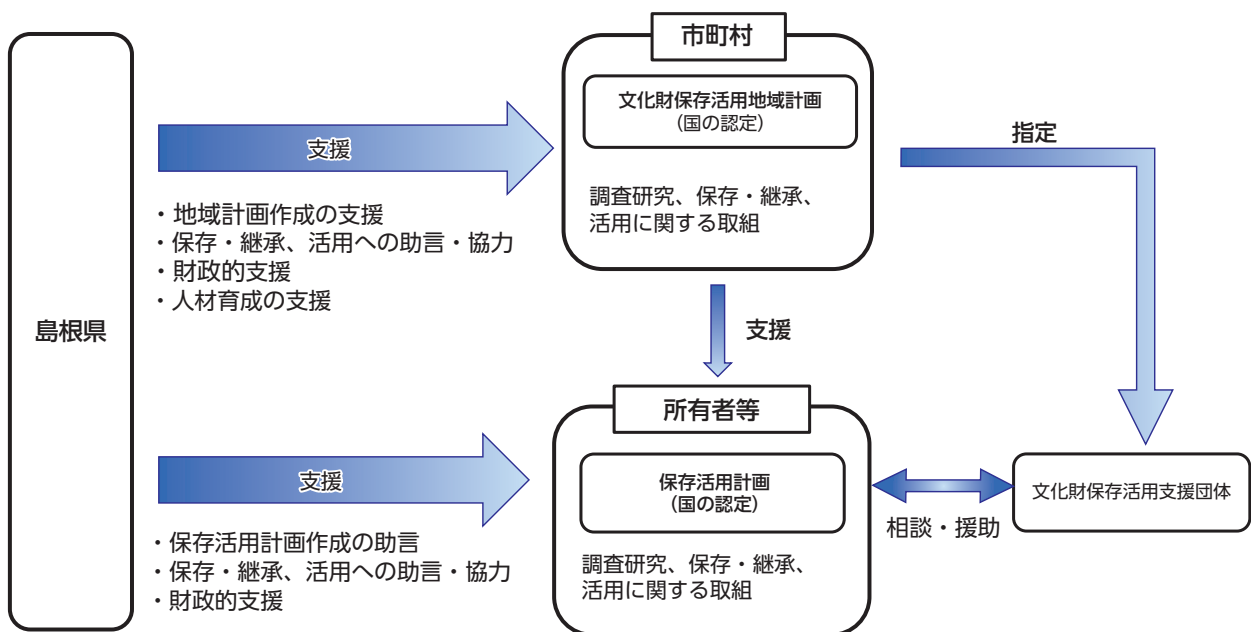 島根県
支援
・地域計画作成の支援
・保存・継承、活用への助言・協力
・財政的支援
・人材育成の支援
市町村
文化財保存活用地域計画
(国の認定)
調査研究、保存・継承、
活用に関する取組
指定
支援
支援
・保存活用計画作成の助言
・保存・継承、活用への助言・協力
・財政的支援
所有者等
保存活用計画
(国の認定)
調査研究、保存・継承、
活用に関する取組
相談・援助
文化財保存活用支援団体